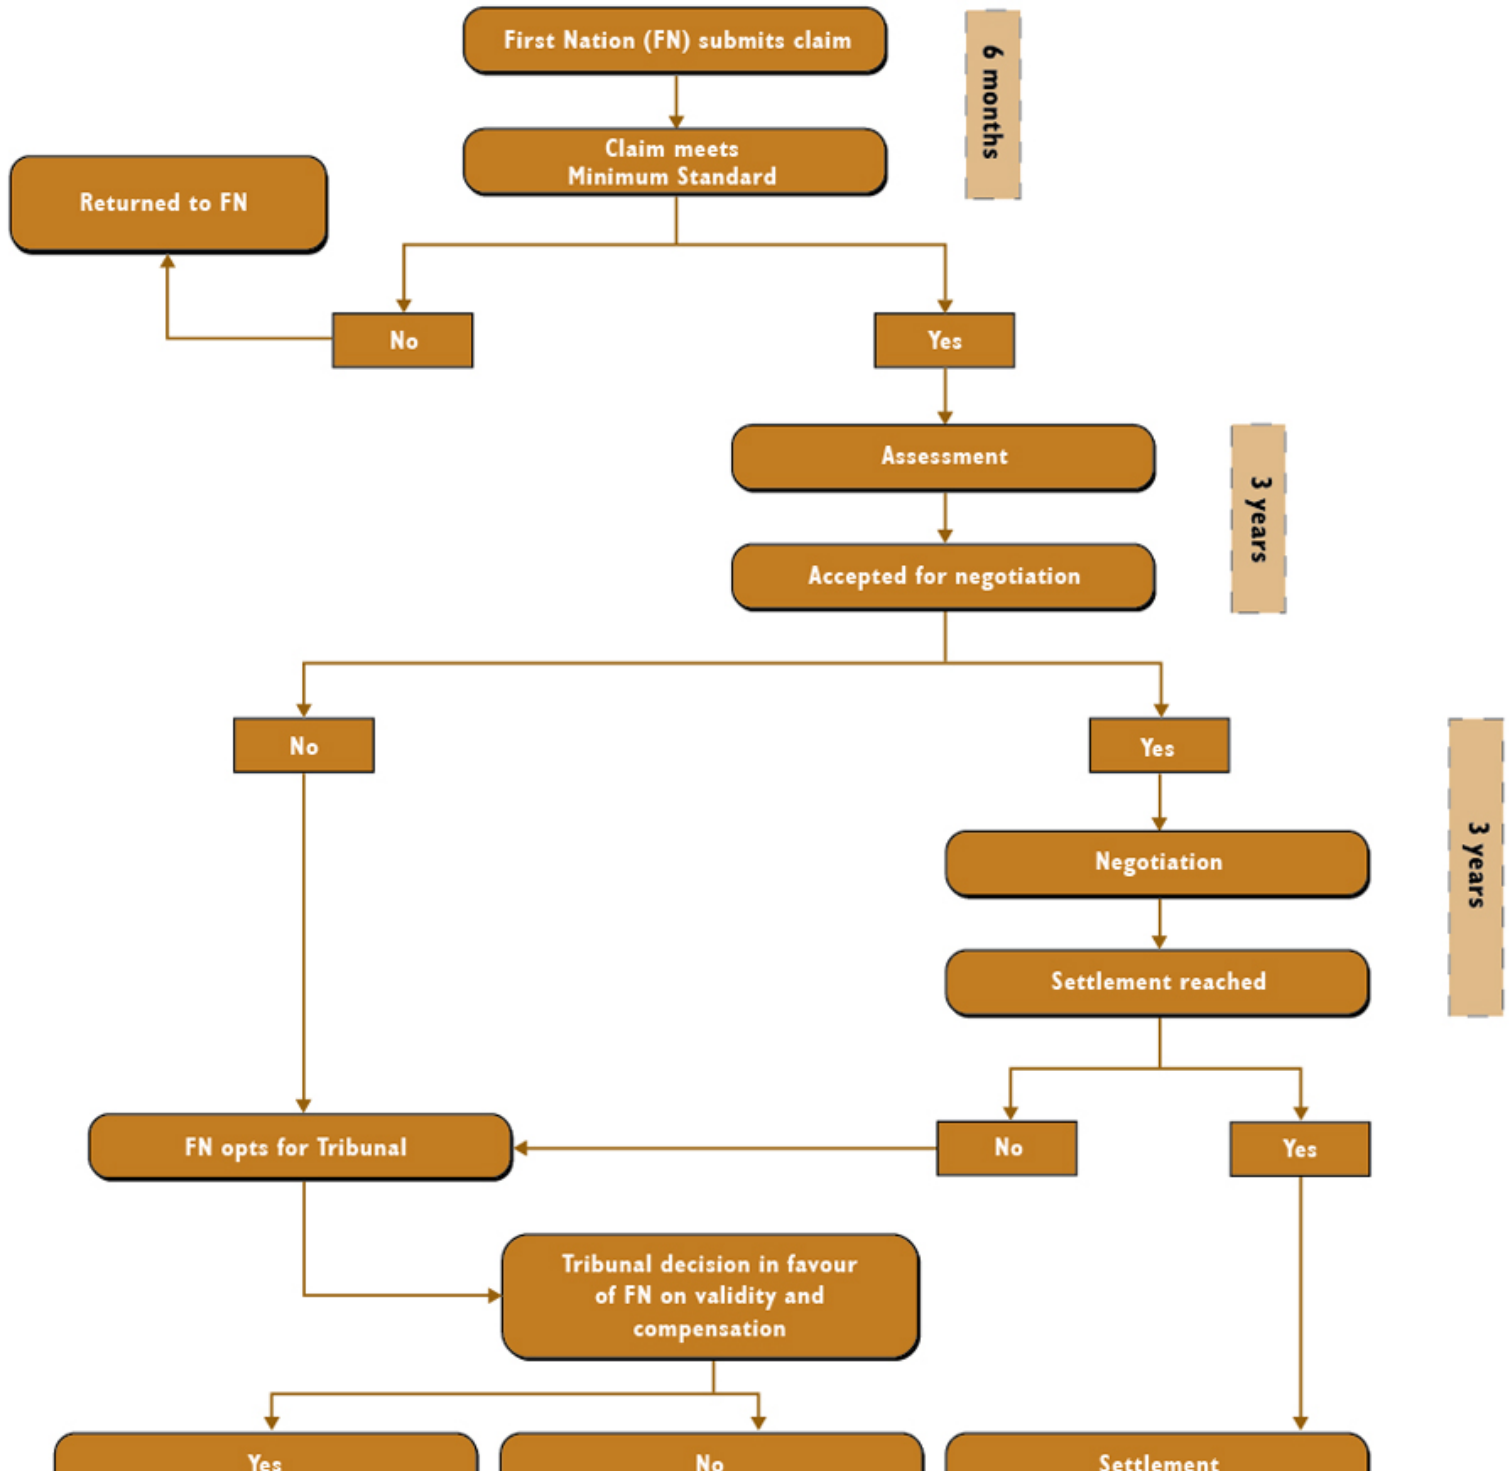 First Nation (FN) submits claim
6 months
Claim meets
Minimum Standard
Returned to FN
No
Yes
Assessment
3 years
Accepted for negotiation
No
Yes
3 years
Negotiation
Settlement reached
FN opts for Tribunal
No
Yes
Tribunal decision in favour
of FN on validity and
compensation
Yes
No
Settlement